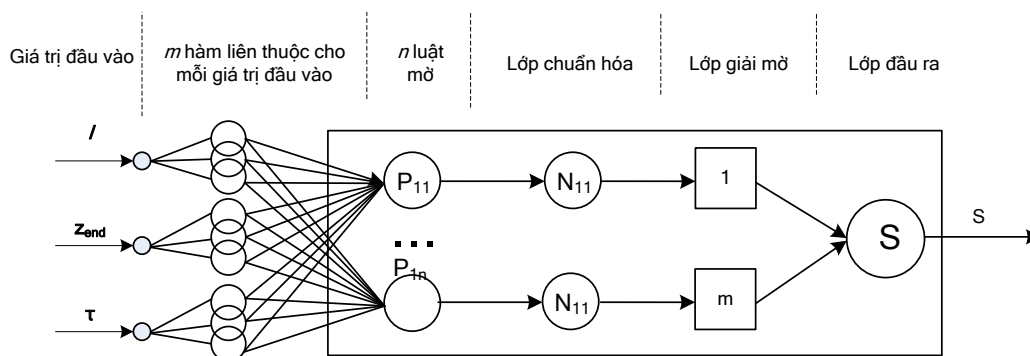 Giá trị đầu vào
m hàm liên thuộc cho
mỗi giá trị đầu vào
n luật
mờ
Lớp chuẩn hóa
Lớp giải mờ
Lớp đầu ra
I
P11
N11
1
zend
S
S
...
P1n
N11
m
τ